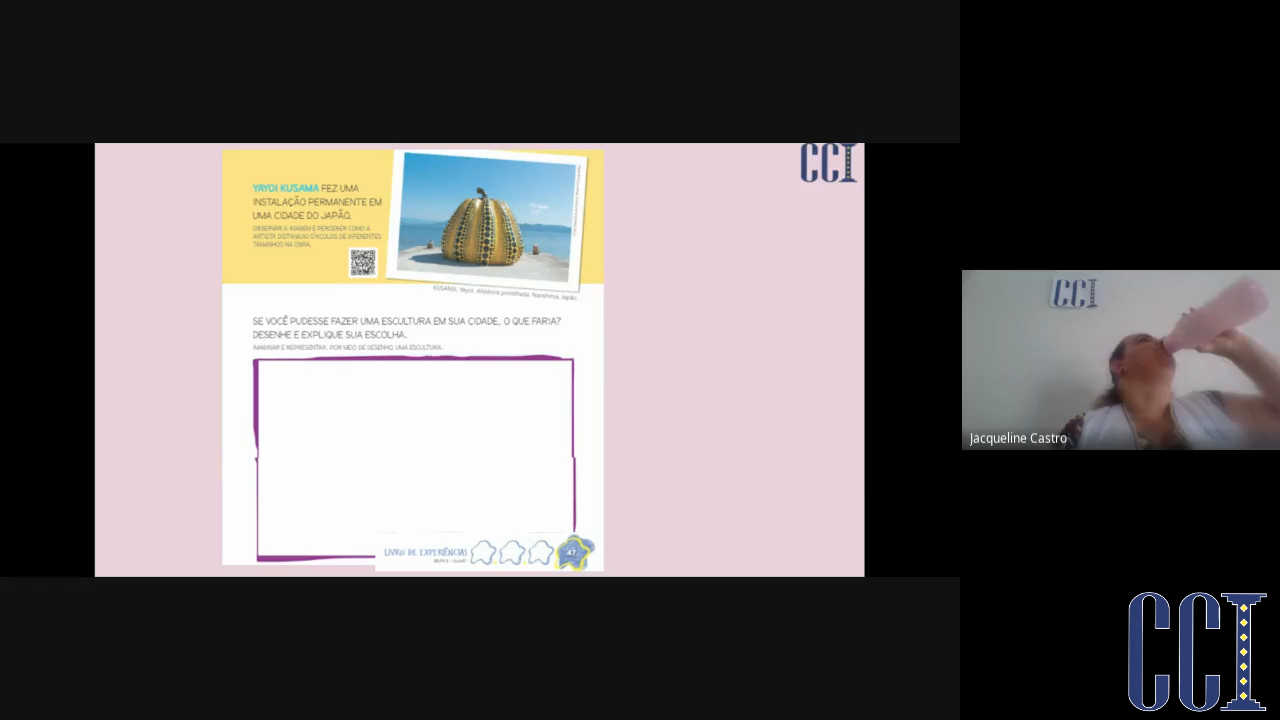 CCI
YAYOI KUSAMA FEZ UMA
INSTALAÇÃO PERMANENTE EM
UMA CIDADE DO JAPÃO.
OBSERVAR A IMAGEM E PERCEBER COMO A
ARTISTA DISTRIBUIU CÍRCULOS DE DIFERENTES
TAMANHOS NA OBRA.
KUSAMA, Yayoi. Abóbora pontilhada. Naoshima, Japão.
SE VOCÊ PUDESSE FAZER UMA ESCULTURA EM SUA CIDADE, O QUE FARIA?
DESENHE E EXPLIQUE SUA ESCOLHA.
IMAGINAR E REPRESENTAR, POR MEIO DE DESENHO, UMA ESCULTURA.
LIVRO DE EXPERIÊNCIAS
47
CCI
Jacqueline Castro
CCI